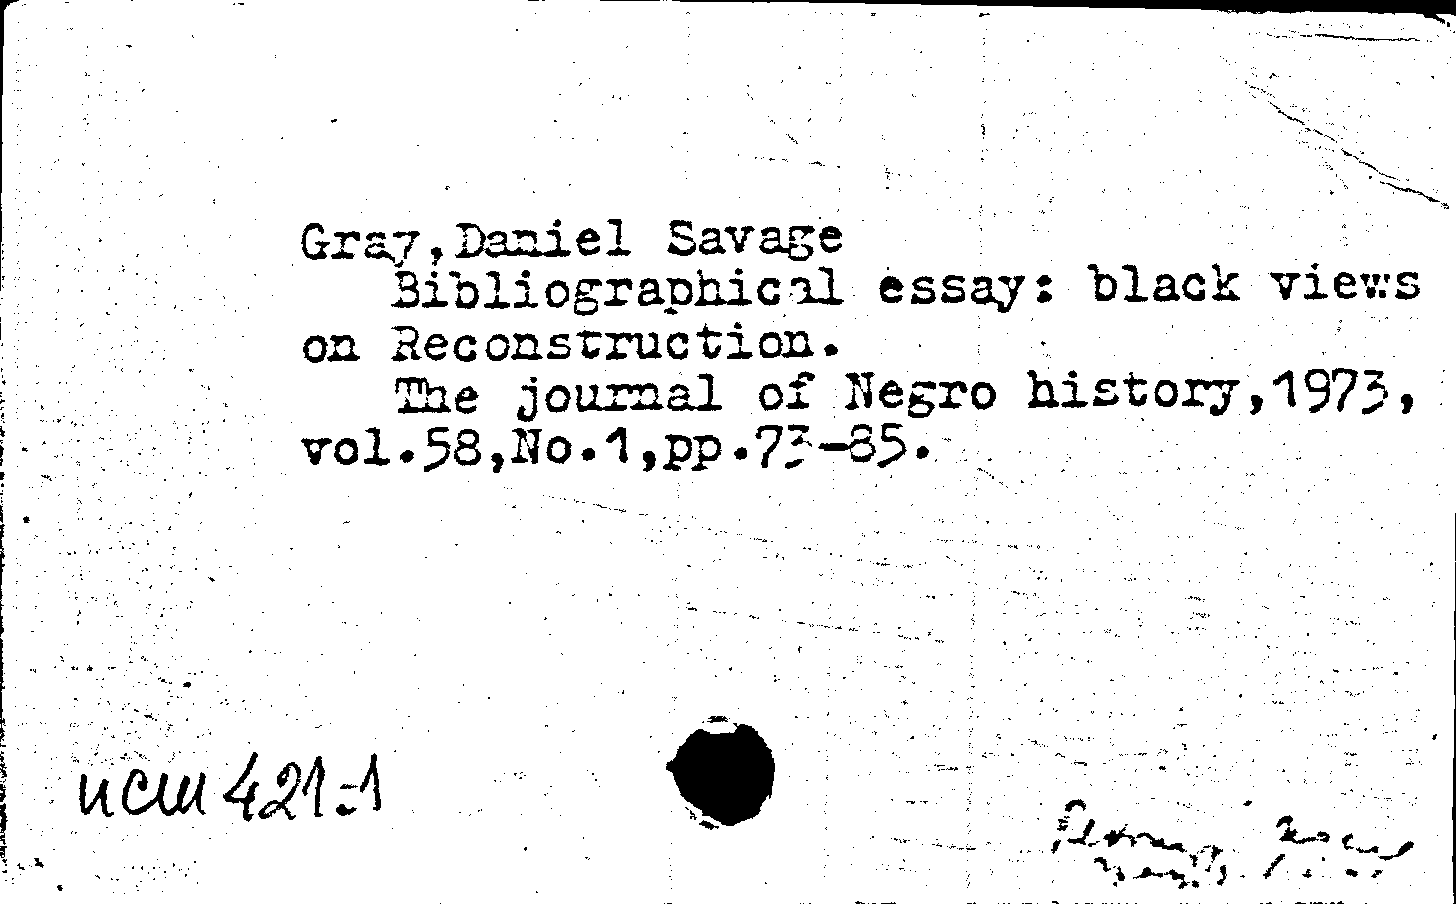 Gray,Daniel Savage
Bibliographical essay: black views
on Reconstruction.
The journal of Negro history,1973,
vol.58,No.1,pp.73-85.
исш 421-1